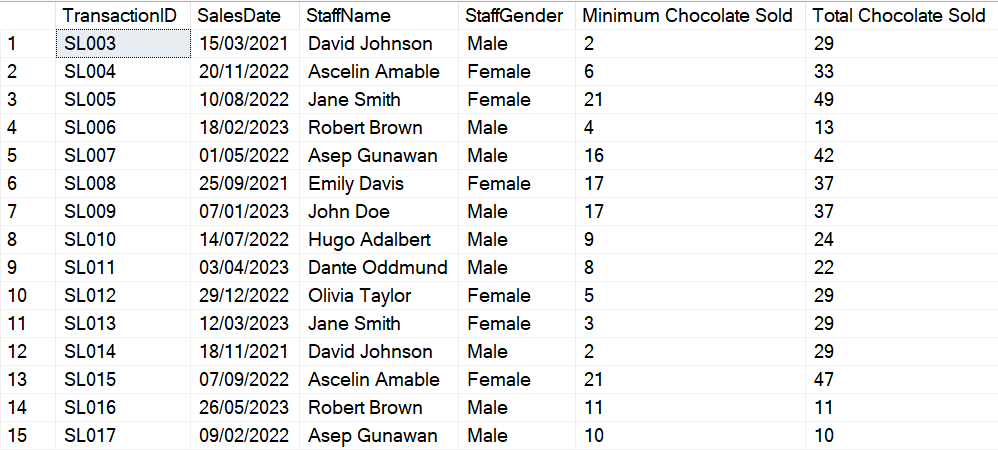 TransactionID SalesDate StaffName StaffGender Minimum Chocolate Sold Total Chocolate Sold
1 SL003 15/03/2021 David Johnson Male 2 29
2 SL004 20/11/2022 Ascelin Amable Female 6 33
3 SL005 10/08/2022 Jane Smith Female 21 49
4 SL006 18/02/2023 Robert Brown Male 4 13
5 SL007 01/05/2022 Asep Gunawan Male 16 42
6 SL008 25/09/2021 Emily Davis Female 17 37
7 SL009 07/01/2023 John Doe Male 17 37
8 SL010 14/07/2022 Hugo Adalbert Male 9 24
9 SL011 03/04/2023 Dante Oddmund Male 8 22
10 SL012 29/12/2022 Olivia Taylor Female 5 29
11 SL013 12/03/2023 Jane Smith Female 3 29
12 SL014 18/11/2021 David Johnson Male 2 29
13 SL015 07/09/2022 Ascelin Amable Female 21 47
14 SL016 26/05/2023 Robert Brown Male 11 11
15 SL017 09/02/2022 Asep Gunawan Male 10 10